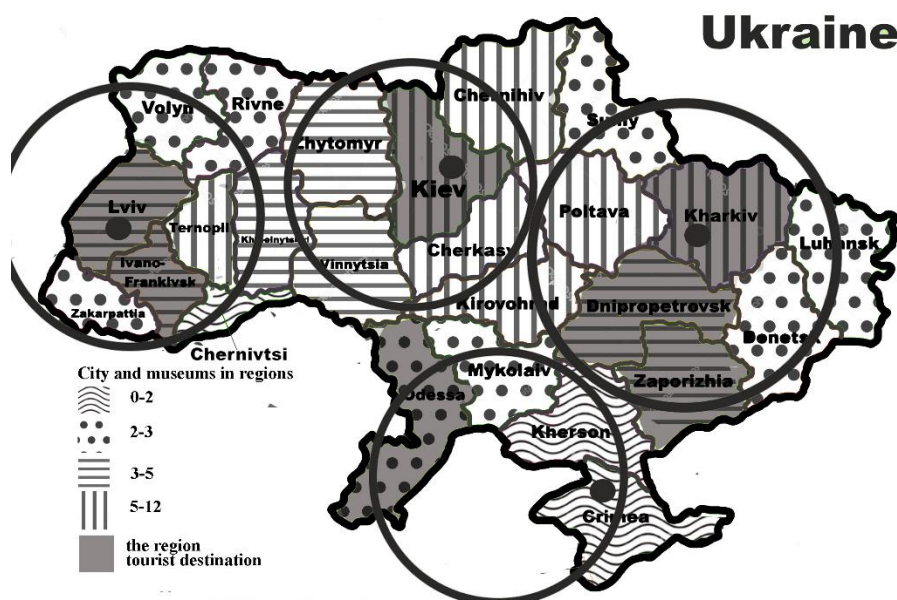 Ukraine
Volyn
Rivne
Zhytomyr
Chernihiv
Sumy
Kiev
Lviv
Ternopil
Khmelnytskyi
Vinnytsia
Cherkasy
Poltava
Kharkiv
Luhansk
Ivano-
Frankivsk
Zakarpattia
Chernivtsi
Kirovohrad
Dnipropetrovsk
Donetsk
Zaporizhia
Mykolaiv
Odessa
Kherson
Crimea
City and museums in regions
0-2
2-3
3-5
5-12
the region
tourist destination